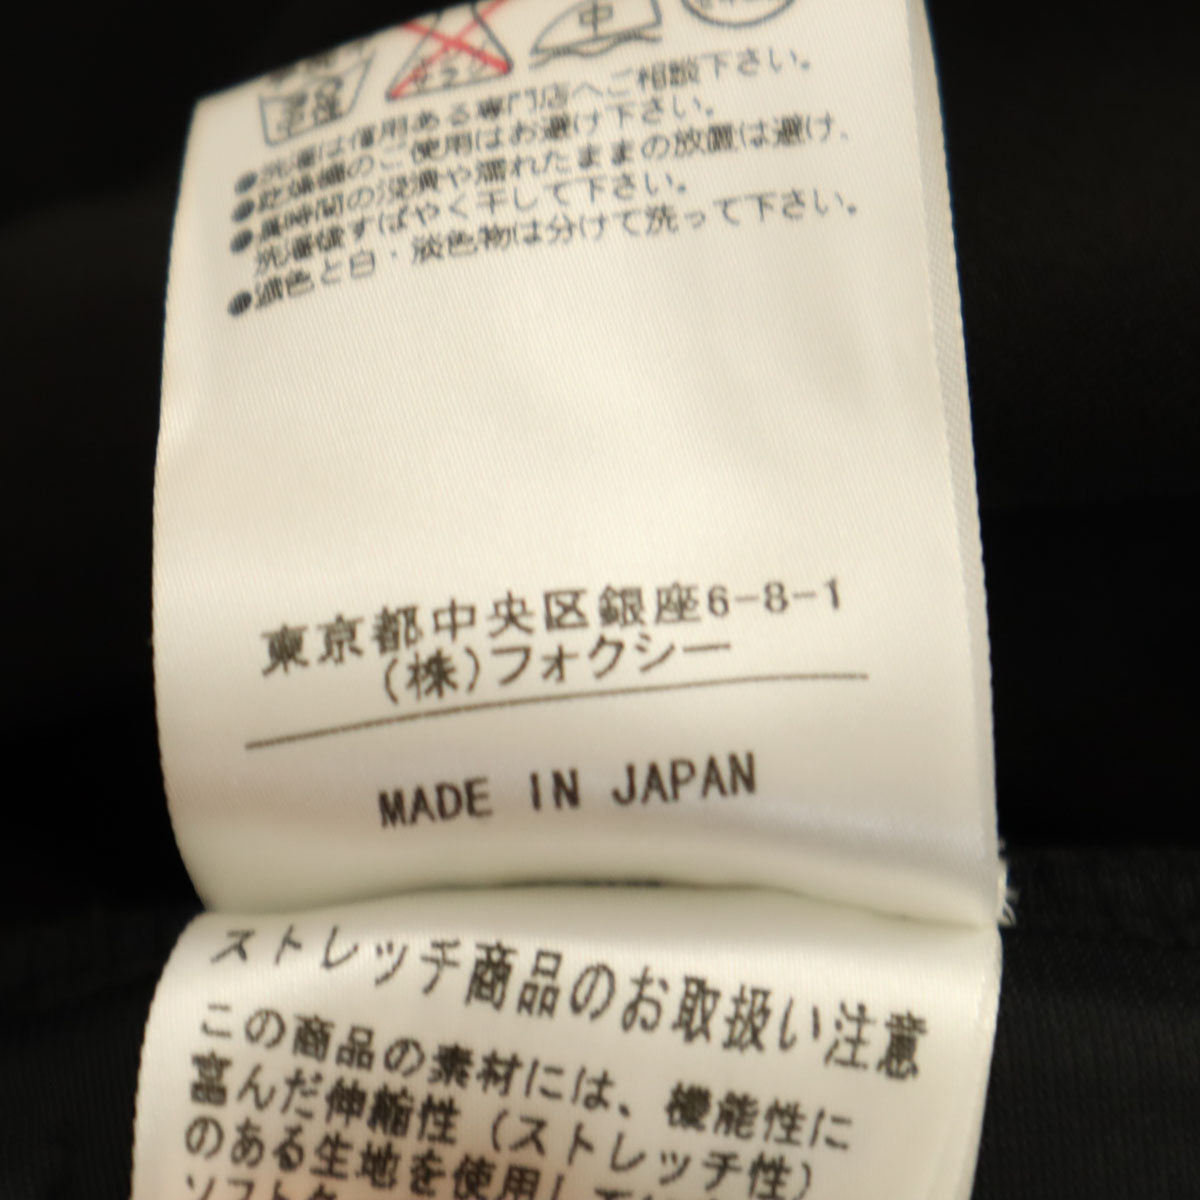 エンソ
中
●洗濯は信用ある専門店へご相談下さい。
●乾燥機のご使用はお避け下さい。
●長時間の浸漬や濡れたままの放置は避け、
洗濯後すばやく干して下さい。
●濃色と白・淡色物は分けて洗って下さい。
東京都中央区銀座6-8-1
(株)フォクシー
MADE IN JAPAN
ストレッチ商品のお取扱い注意
この商品の素材には、機能性に
富んだ伸縮性(ストレッチ性)
のある生地を使用し